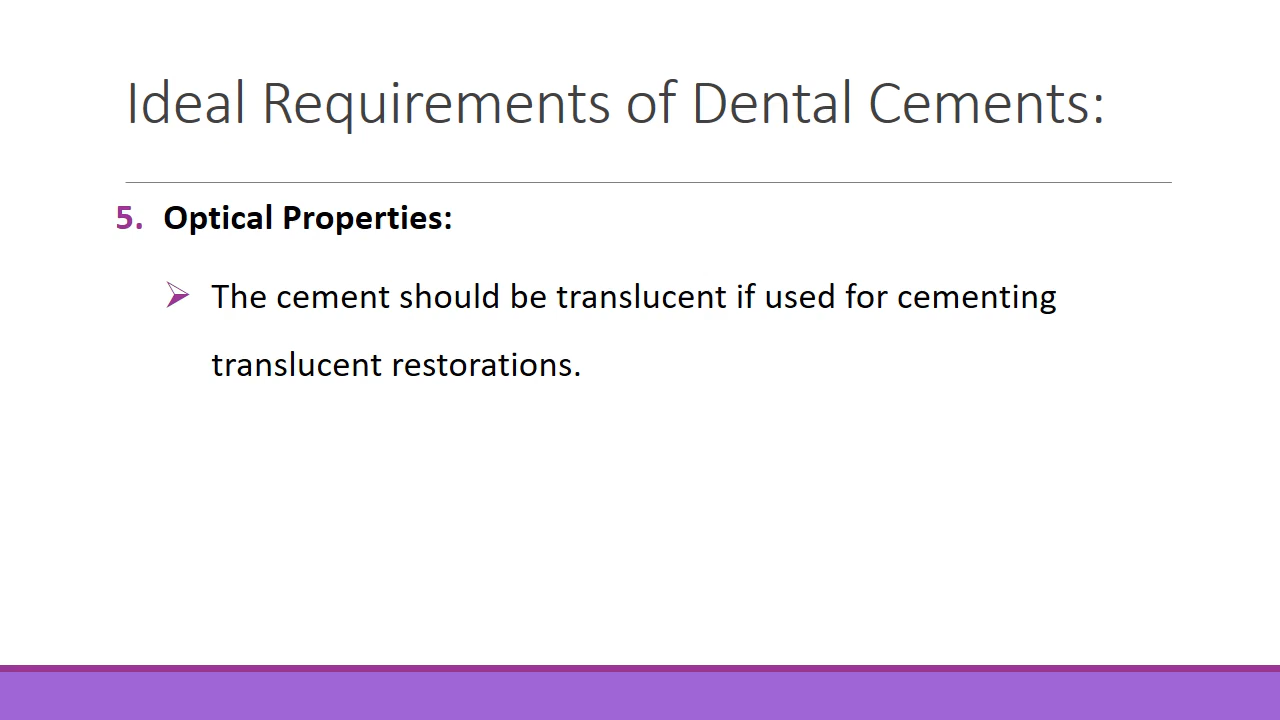 Ideal Requirements of Dental Cements:
5. Optical Properties:
➢ The cement should be translucent if used for cementing
translucent restorations.